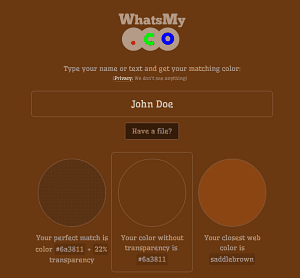 WhatsMy
.CO
Type your name or text and get your matching color:
(Privacy: We don't see anything)
John Doe
Have a file?
Your perfect match is
color #6a3811 + 22%
transparency
Your color without
transparency is
#6a3811
Your closest web
color is
saddlebrown